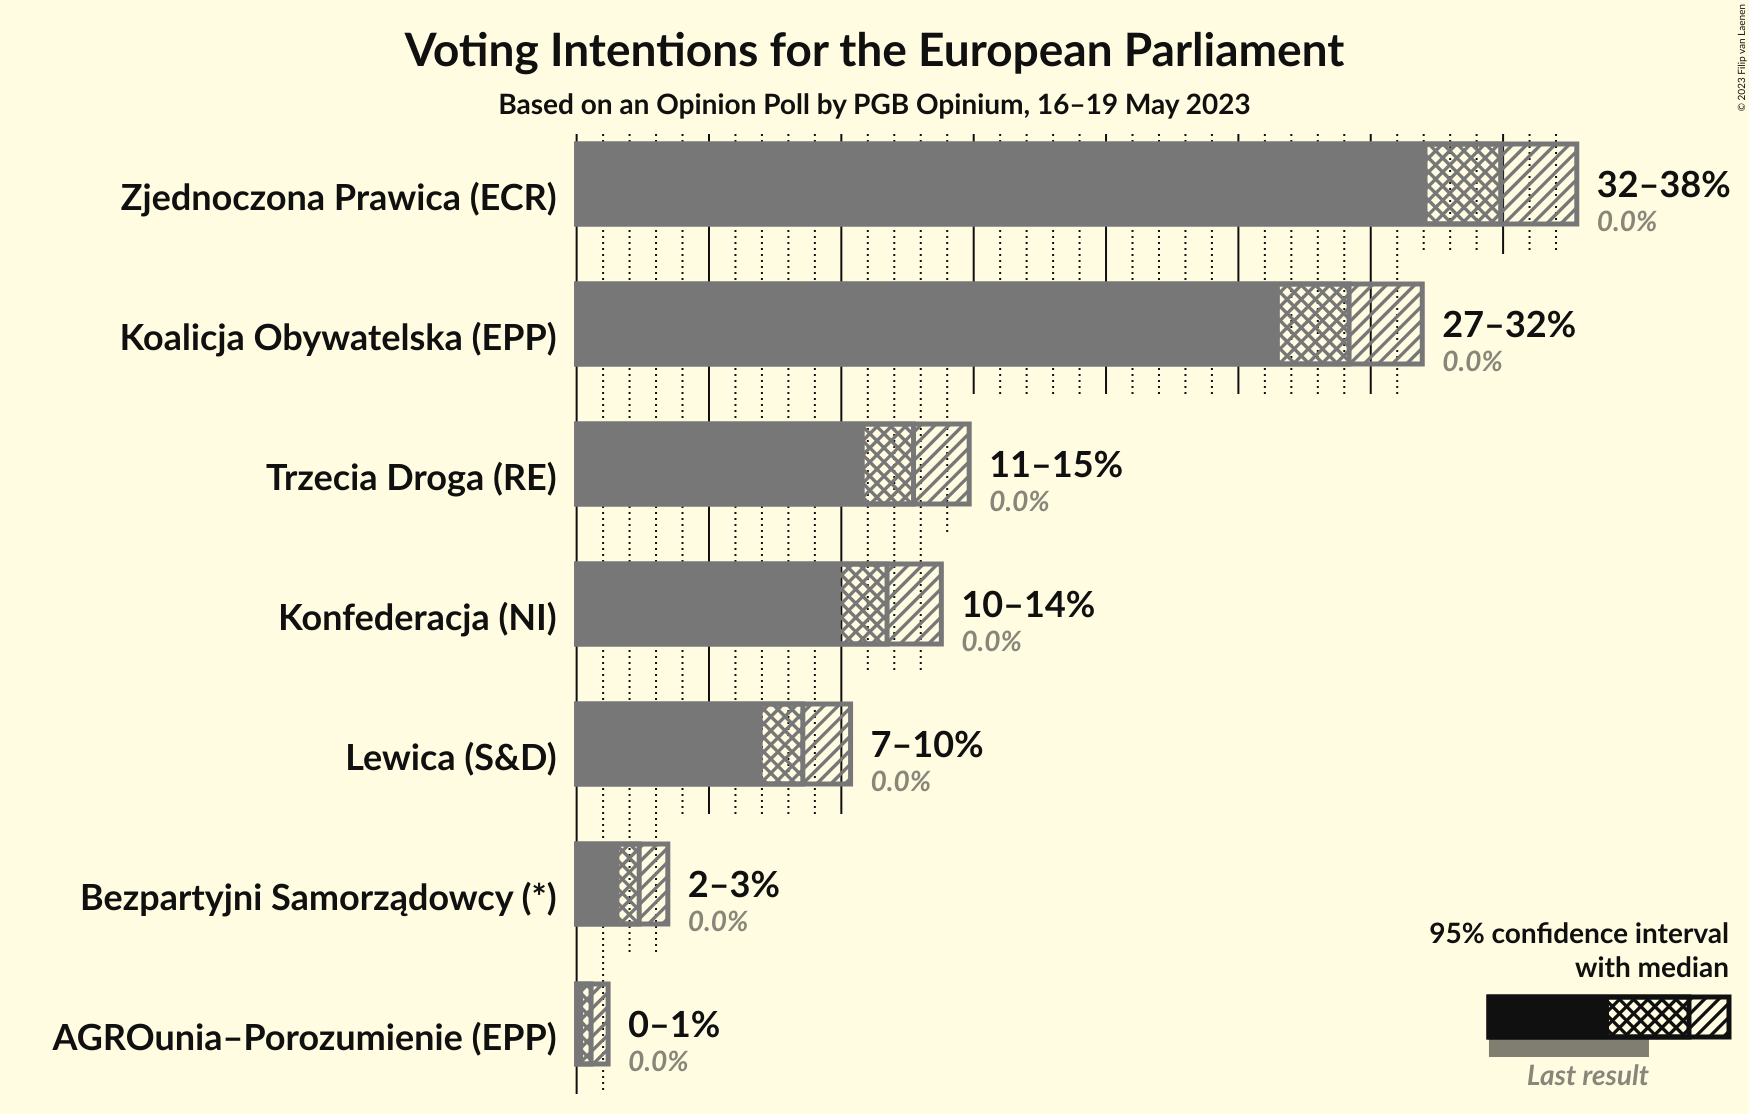 Voting Intentions for the European Parliament
Based on an Opinion Poll by PGB Opinium, 16–19 May 2023
© 2023 Filip van Laenen
Zjednoczona Prawica (ECR)
32–38%
0.0%
Koalicja Obywatelska (EPP)
27–32%
0.0%
Trzecia Droga (RE)
11–15%
0.0%
Konfederacja (NI)
10–14%
0.0%
Lewica (S&D)
7–10%
0.0%
Bezpartyjni Samorządowcy (*)
2–3%
0.0%
AGROunia–Porozumienie (EPP)
0–1%
0.0%
95% confidence interval
with median
Last result